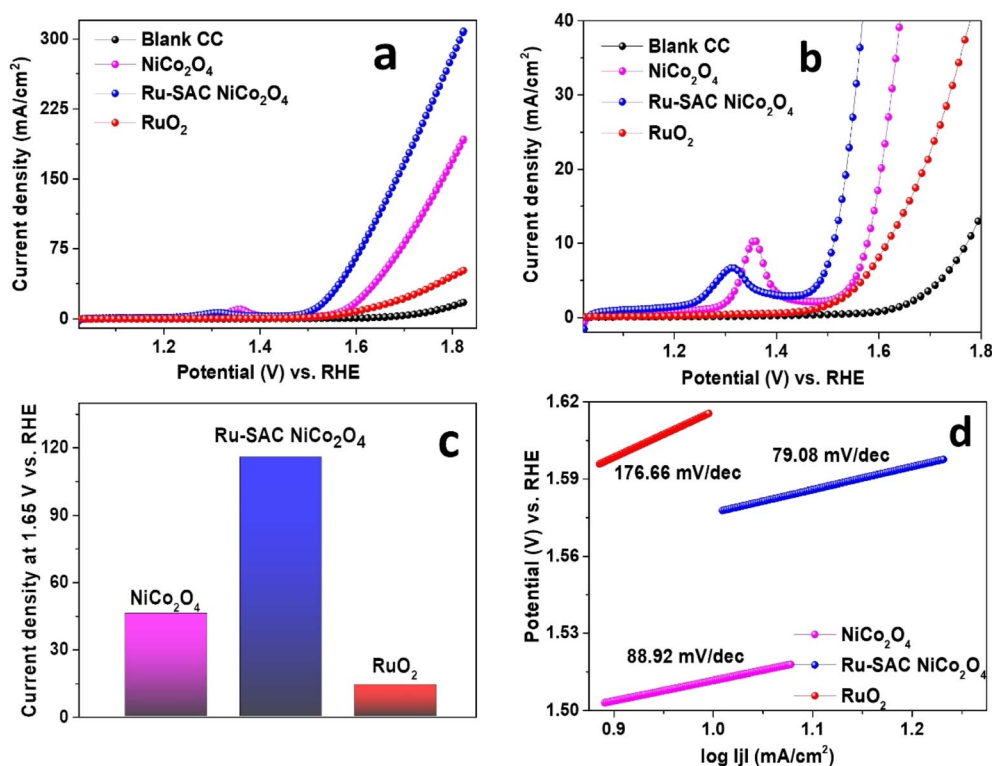 a
Blank CC
NiCo₂O₄
Ru-SAC NiCo₂O₄
RuO₂
300
225
150
75
0
Current density (mA/cm²)
1.2 1.4 1.6 1.8
Potential (V) vs. RHE
b
Blank CC
NiCo₂O₄
Ru-SAC NiCo₂O₄
RuO₂
40
30
20
10
0
Current density (mA/cm²)
1.2 1.4 1.6 1.8
Potential (V) vs. RHE
c
Ru-SAC NiCo₂O₄
NiCo₂O₄
RuO₂
120
90
60
30
0
Current density at 1.65 V vs. RHE
d
1.62
1.59
1.56
1.53
1.50
Potential (V) vs. RHE
176.66 mV/dec
79.08 mV/dec
88.92 mV/dec
NiCo₂O₄
Ru-SAC NiCo₂O₄
RuO₂
0.9 1.0 1.1 1.2
log IjI (mA/cm²)